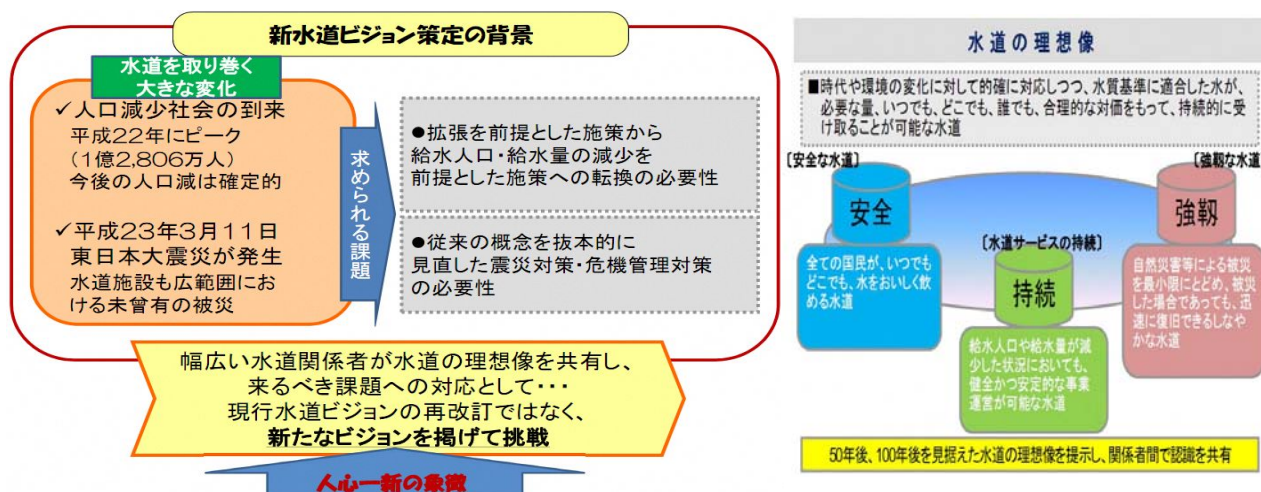 新水道ビジョン策定の背景
水道を取り巻く
大きな変化
✓人口減少社会の到来
平成22年にピーク
(1億2,806万人)
今後の人口減は確定的
✓平成23年3月11日
東日本大震災が発生
水道施設も広範囲にお
ける未曾有の被災
求められる課題
●拡張を前提とした施策から
給水人口・給水量の減少を
前提とした施策への転換の必要性
●従来の概念を抜本的に
見直した震災対策・危機管理対策
の必要性
幅広い水道関係者が水道の理想像を共有し、
来るべき課題への対応として・・・
現行水道ビジョンの再改訂ではなく、
新たなビジョンを掲げて挑戦
人心一新の象徴
水道の理想像
■時代や環境の変化に対して的確に対応しつつ、水質基準に適合した水が、
必要な量、いつでも、どこでも、誰でも、合理的な対価をもって、持続的に受
け取ることが可能な水道
〔安全な水道〕
安全
全ての国民が、いつでも
どこでも、水をおいしく飲
める水道
〔水道サービスの持続〕
持続
給水人口や給水量が減
少した状況においても、
健全かつ安定的な事業
運営が可能な水道
〔強靱な水道
強靱
自然災害等による被災
を最小限にとどめ、被災
した場合であっても、迅
速に復旧できるしなや
かな水道
50年後、100年後を見据えた水道の理想像を提示し、関係者間で認識を共有